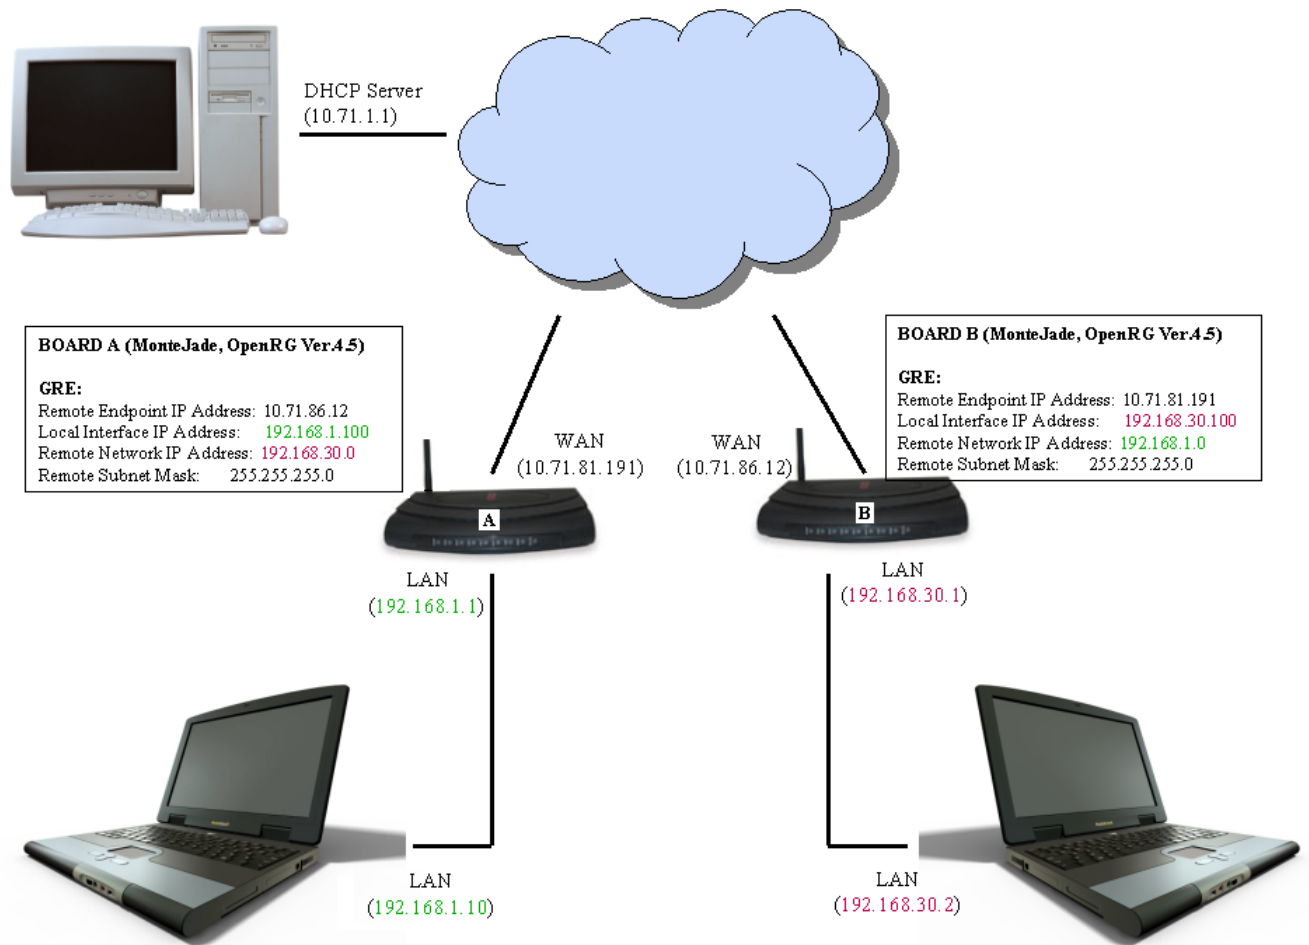 DHCP Server
(10.71.1.1)
BOARD A (MonteJade, OpenRG Ver.4.5)
GRE:
Remote Endpoint IP Address: 10.71.86.12
Local Interface IP Address: 192.168.1.100
Remote Network IP Address: 192.168.30.0
Remote Subnet Mask: 255.255.255.0
BOARD B (MonteJade, OpenRG Ver.4.5)
GRE:
Remote Endpoint IP Address: 10.71.81.191
Local Interface IP Address: 192.168.30.100
Remote Network IP Address: 192.168.1.0
Remote Subnet Mask: 255.255.255.0
WAN
(10.71.81.191)
WAN
(10.71.86.12)
A
B
LAN
(192.168.1.1)
LAN
(192.168.30.1)
LAN
(192.168.1.10)
LAN
(192.168.30.2)